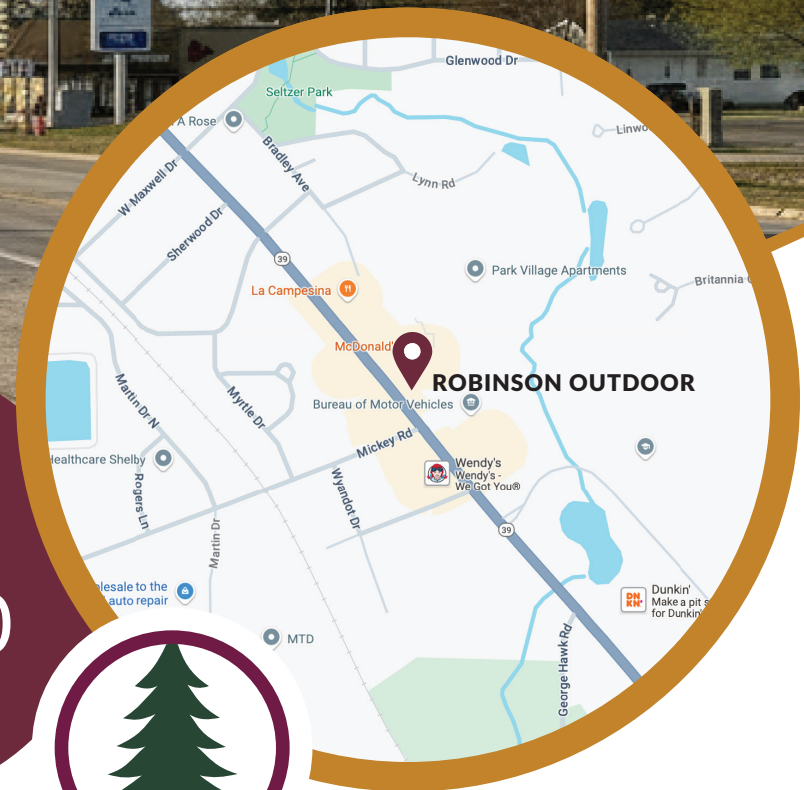 Glenwood Dr
Seltzer Park
A Rose
Bradley Ave
W Maxwell Dr
Lynn Rd
Sherwood Dr
39
Park Village Apartments
La Campesina
McDonald'
ROBINSON OUTDOOR
Bureau of Motor Vehicles
Martin Dr N
Myrtle Dr
Mickey Rd
Wendy's
Wendy's -
We Got You®
Healthcare Shelby
Rogers Ln
Wyandot Dr
39
Martin Dr
to the
auto repair
DN
KN'
Dunkin'
Make a pit
for Dunkin'
MTD
George Hawk Rd